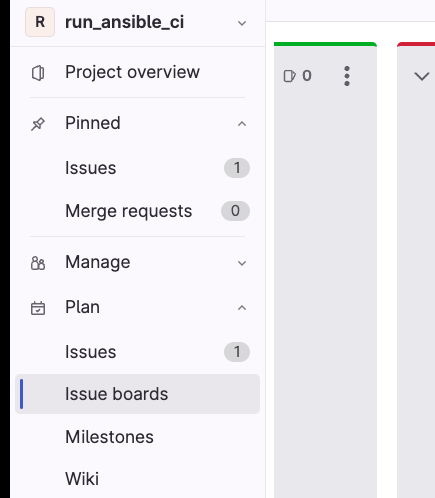 R run_ansible_ci
Project overview
0
Pinned
Issues 1
Merge requests 0
Manage
Plan
Issues 1
Issue boards
Milestones
Wiki